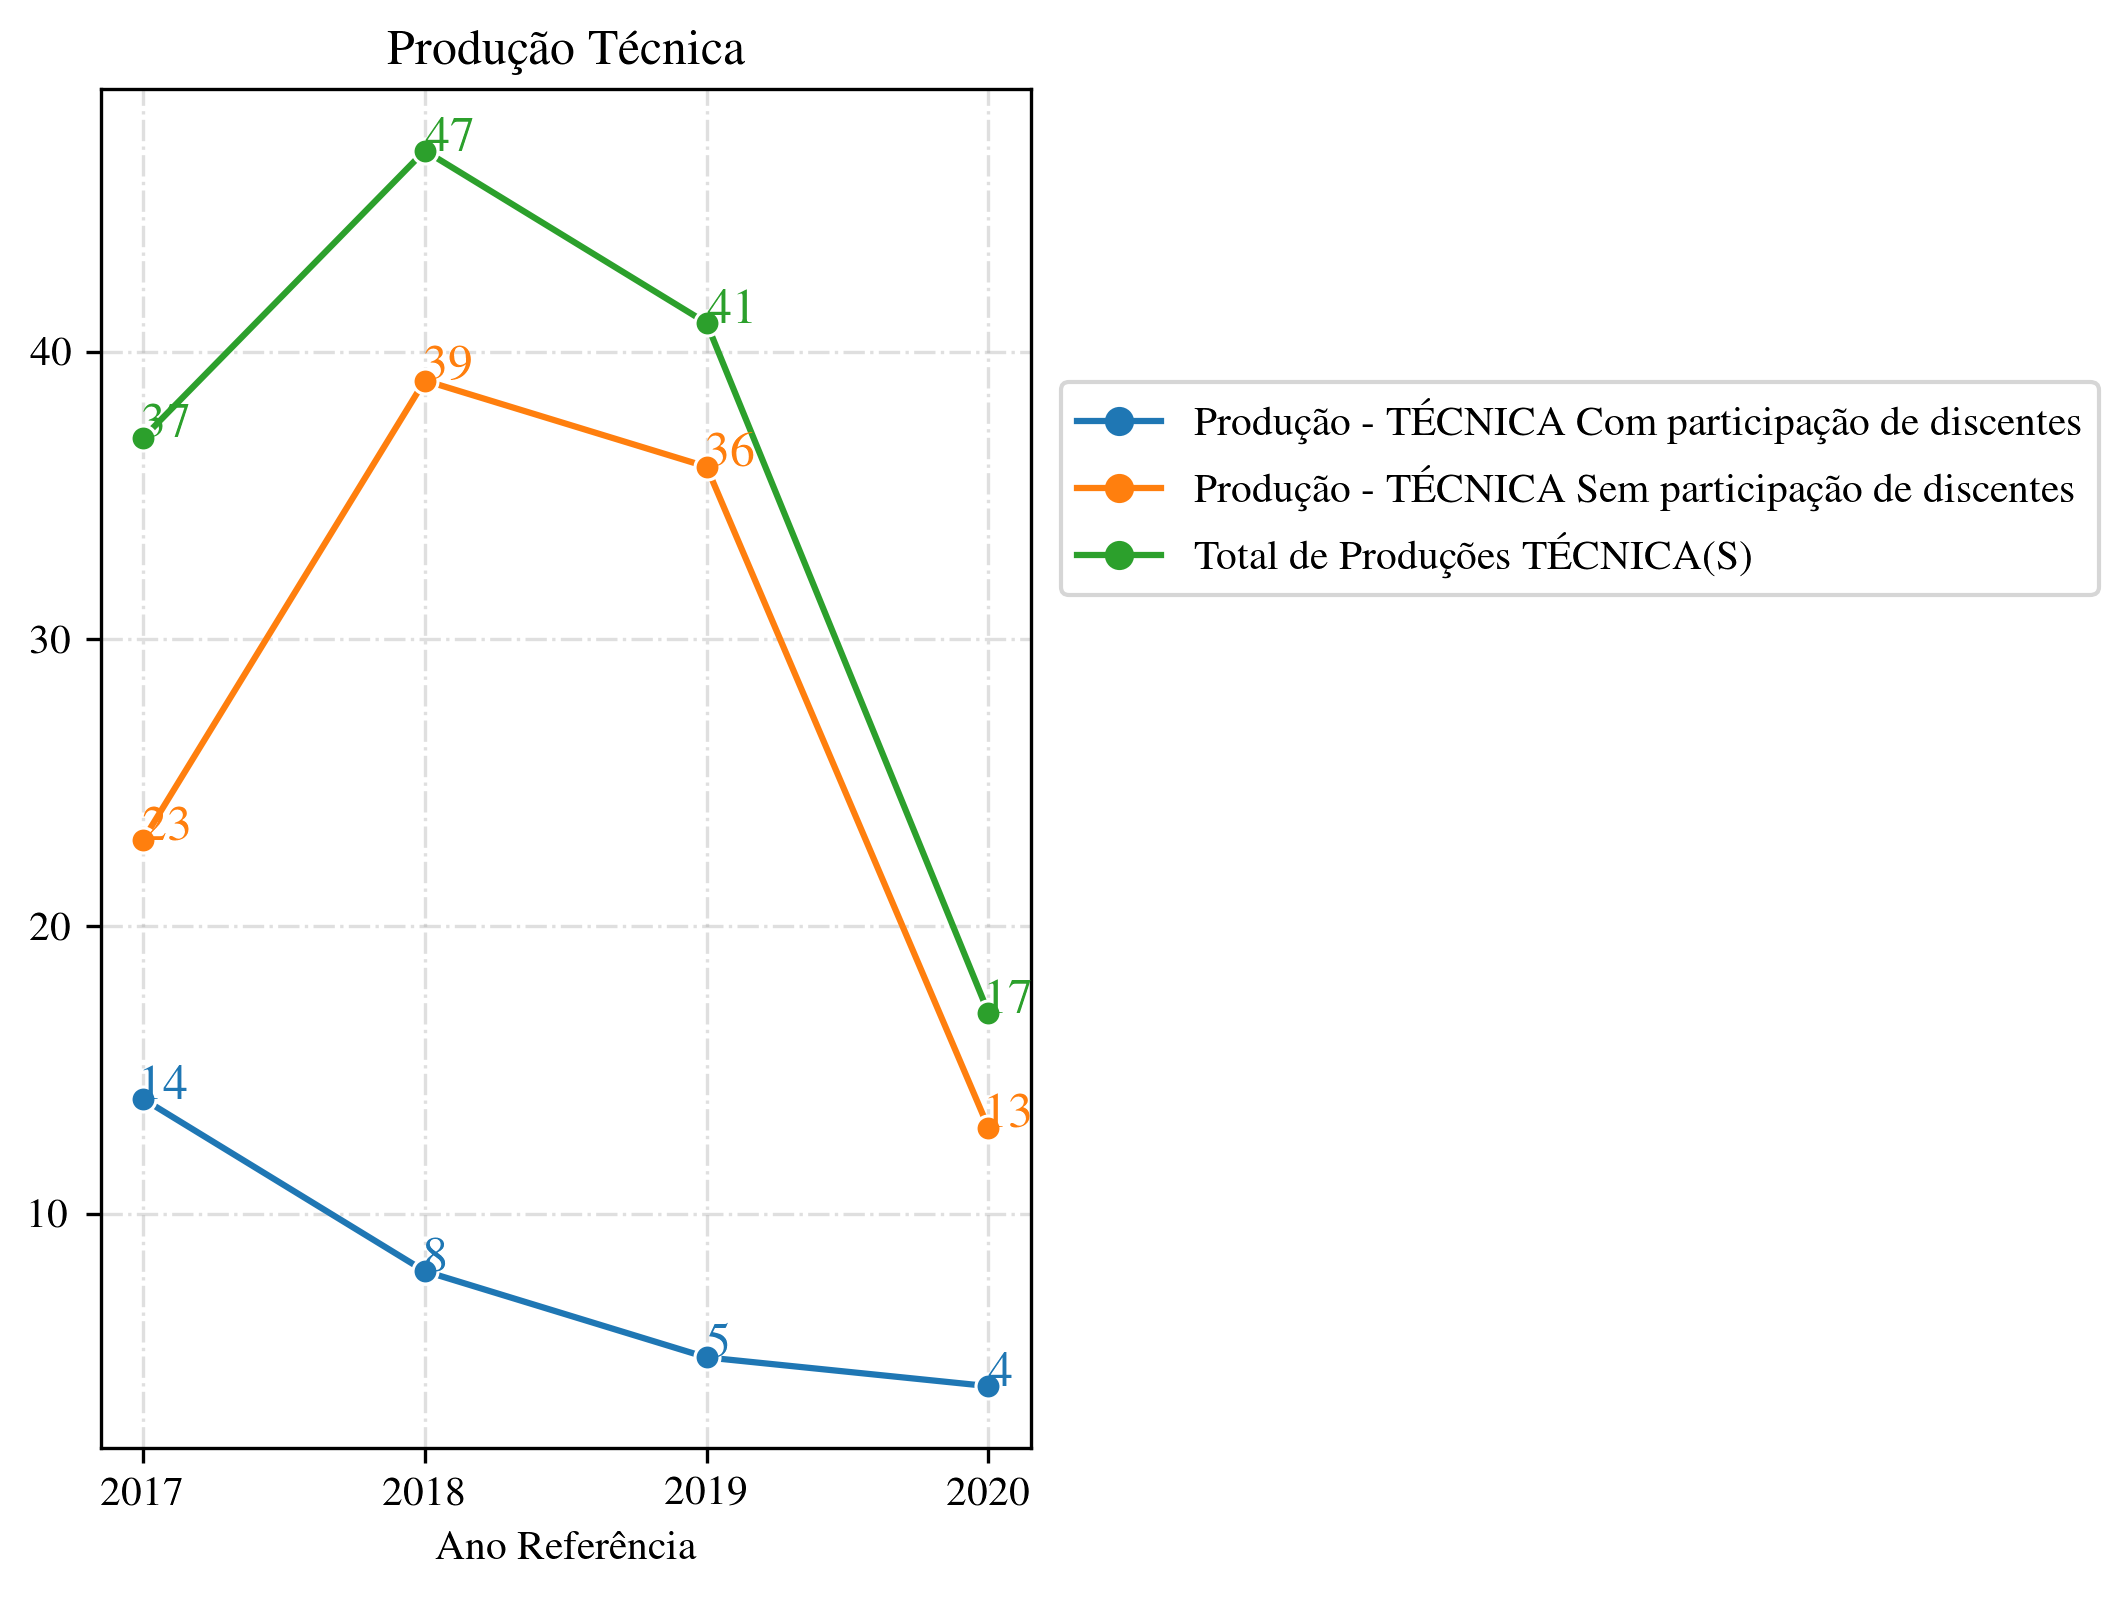 Produção Técnica
47
41
40
39
37
36
30
23
20
17
14
13
10
8
5
4
2017 2018 2019 2020
Ano Referência
Produção - TÉCNICA Com participação de discentes
Produção - TÉCNICA Sem participação de discentes
Total de Produções TÉCNICA(S)